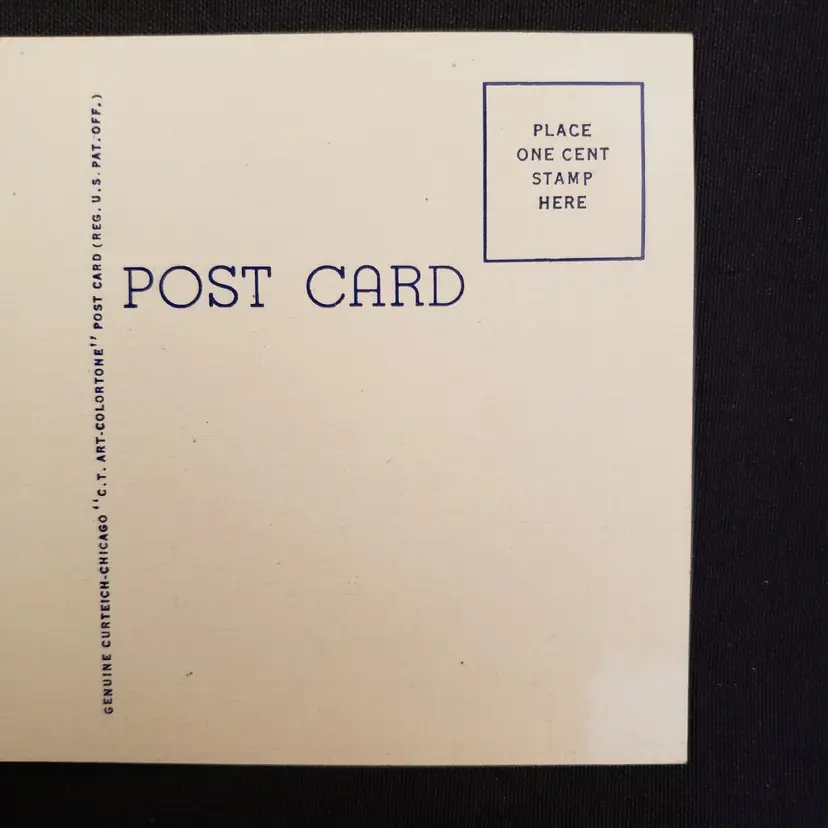 PLACE
ONE CENT
STAMP
HERE
POST CARD
GENUINE CURTEICH-CHICAGO "C.T. ART-COLORTONE" POST CARD (REG. U.S. PAT. OFF.)